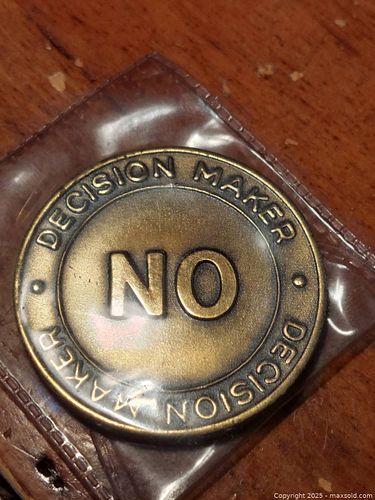 DECISION MAKER
NO
DECISION MAKER
Copyright 2025 - maxsold.com